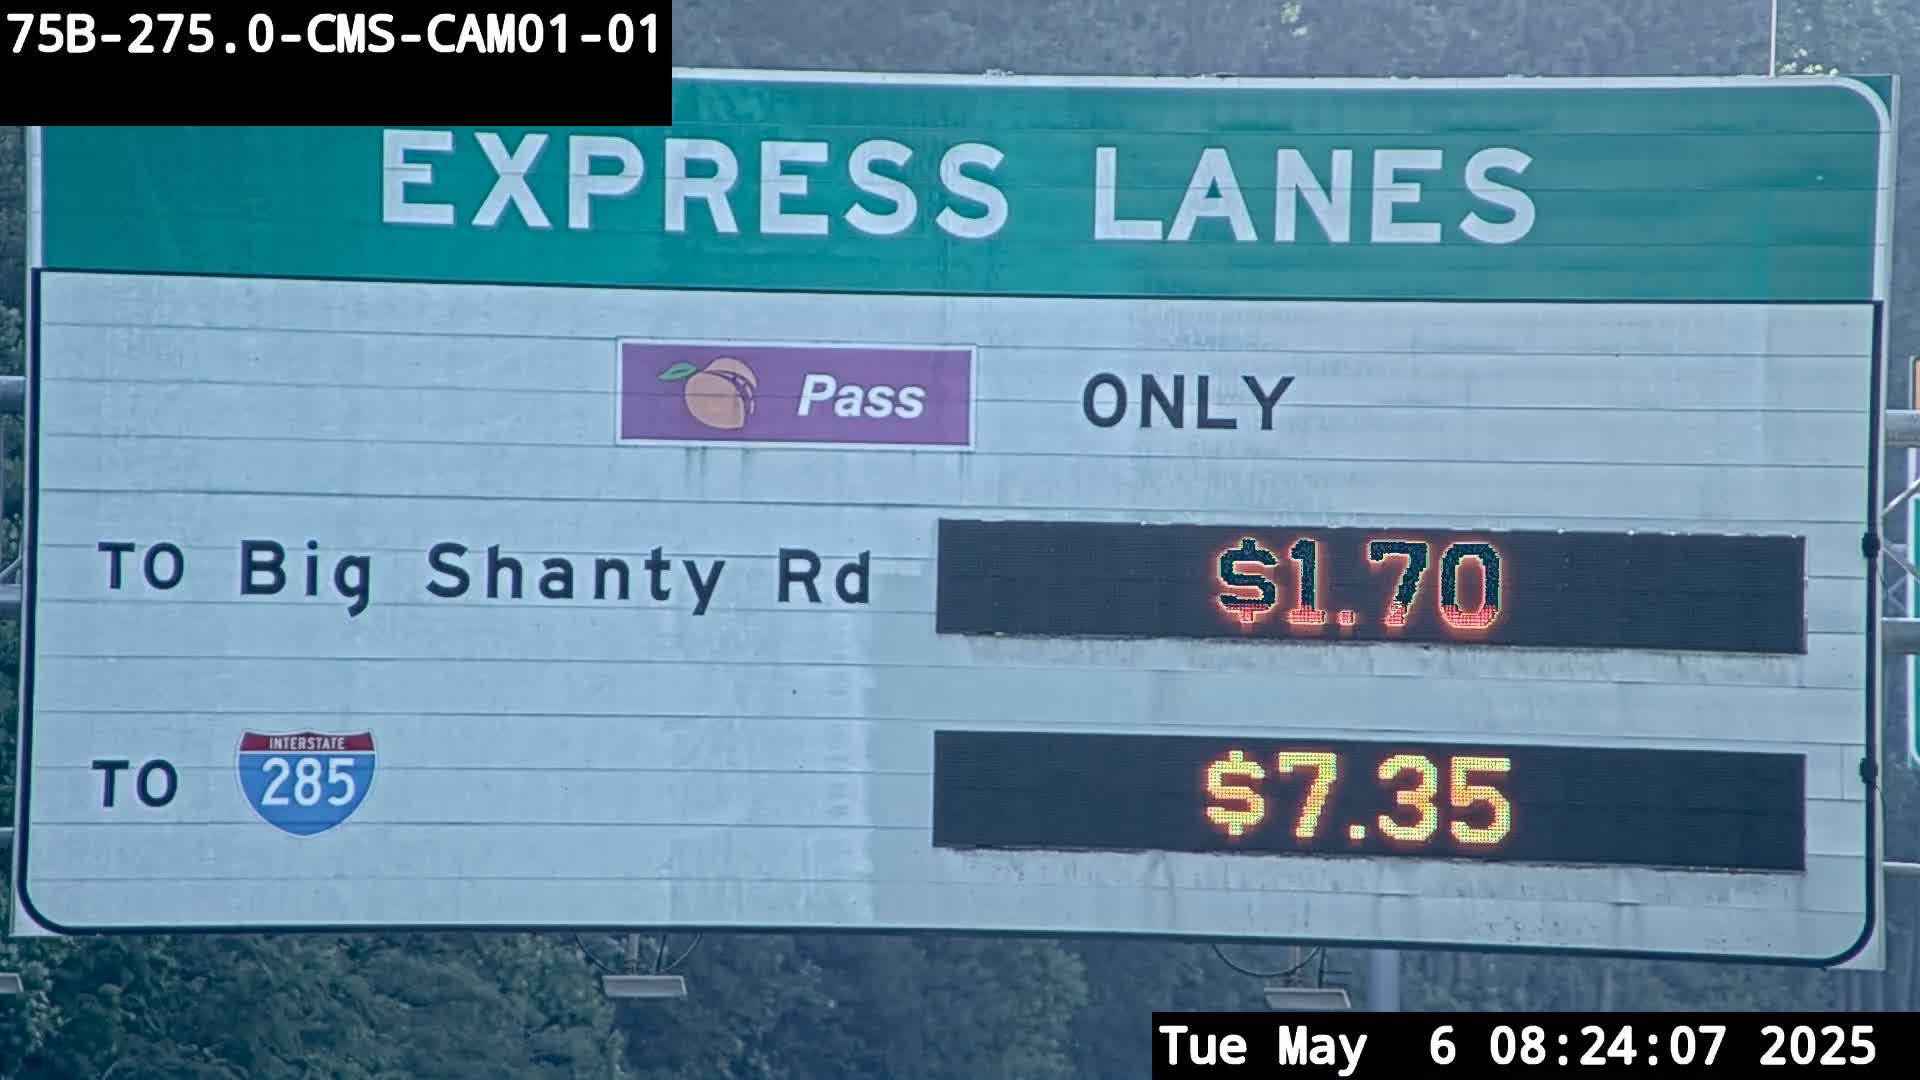 75B-275.0-CMS-CAM01-01
EXPRESS LANES
Pass ONLY
TO Big Shanty Rd $1.70
INTERSTATE
TO 285 $7.35
Tue May 6 08:24:07 2025